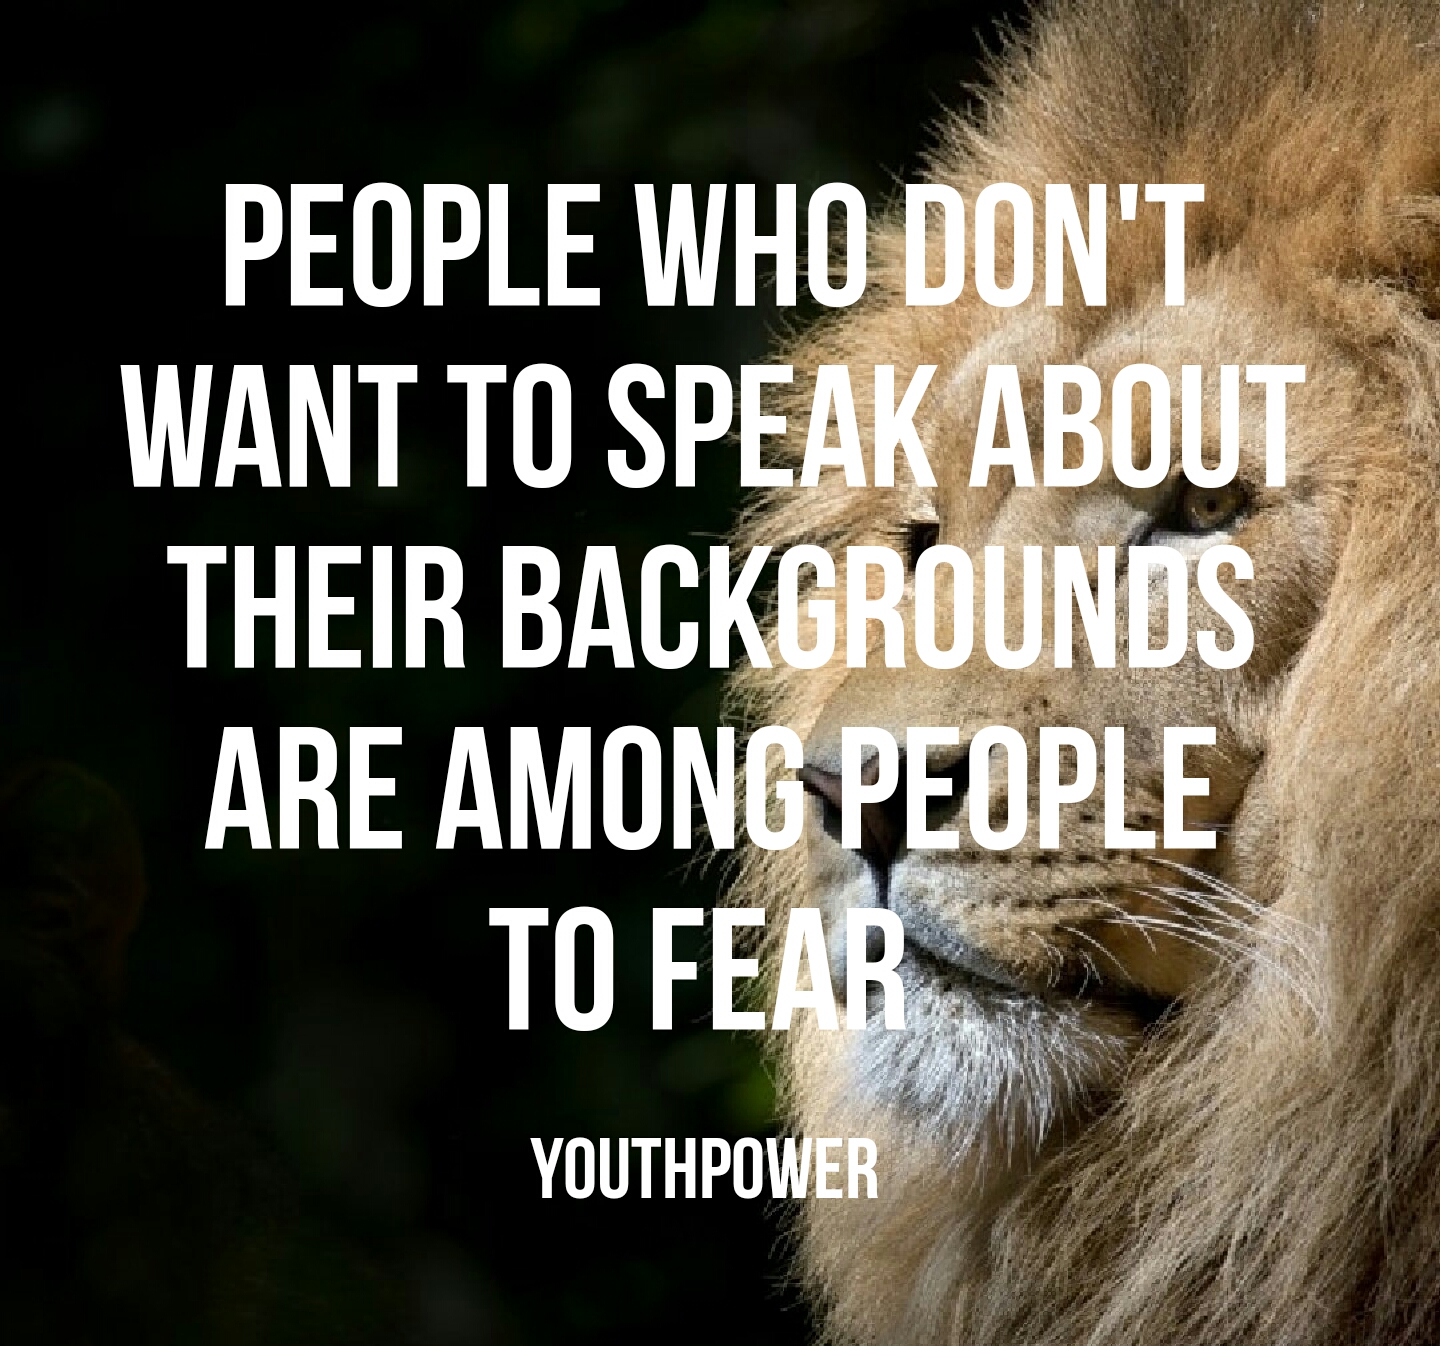 PEOPLE WHO DON'T
WANT TO SPEAK ABOUT
THEIR BACKGROUNDS
ARE AMONG PEOPLE
TO FEAR
YOUTHPOWER